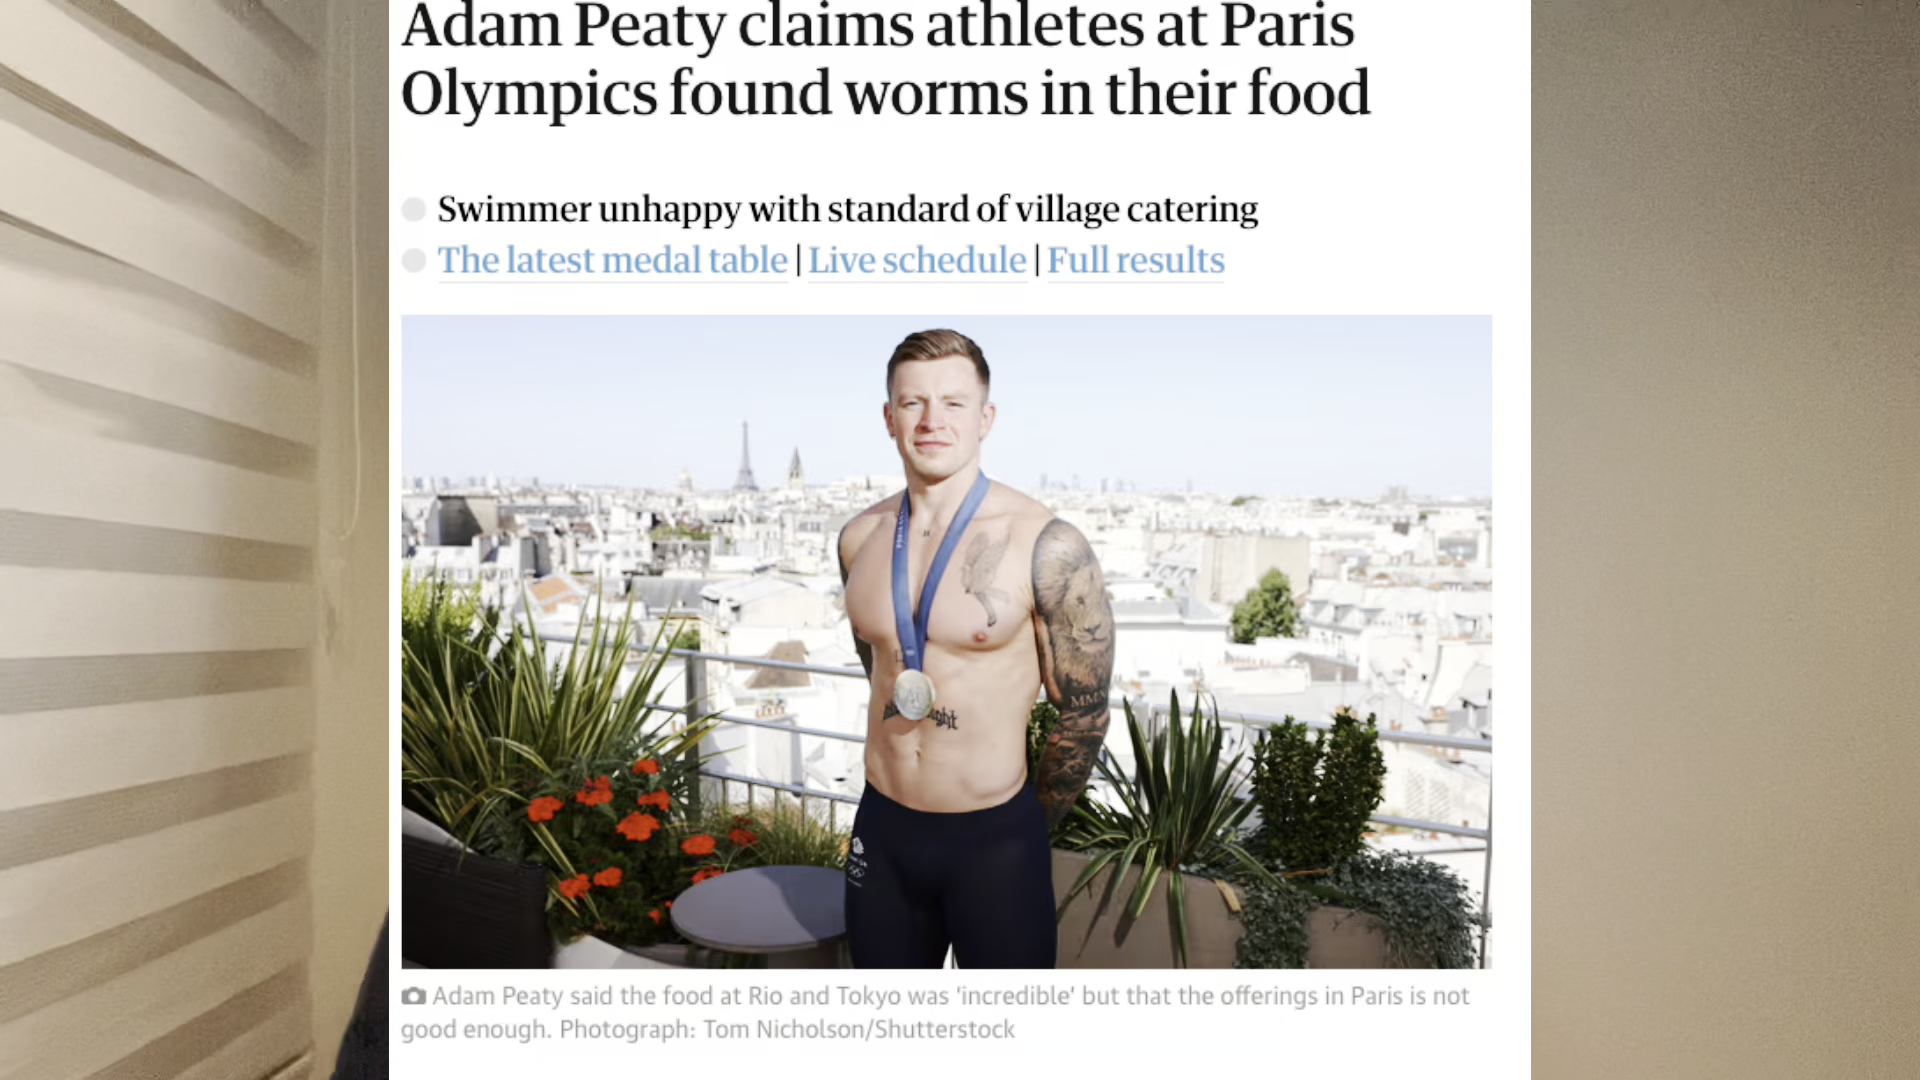 Adam Peaty claims athletes at Paris
Olympics found worms in their food
Swimmer unhappy with standard of village catering
The latest medal table | Live schedule | Full results
MMX
Adam Peaty said the food at Rio and Tokyo was ‘incredible’ but that the offerings in Paris is not
good enough. Photograph: Tom Nicholson/Shutterstock